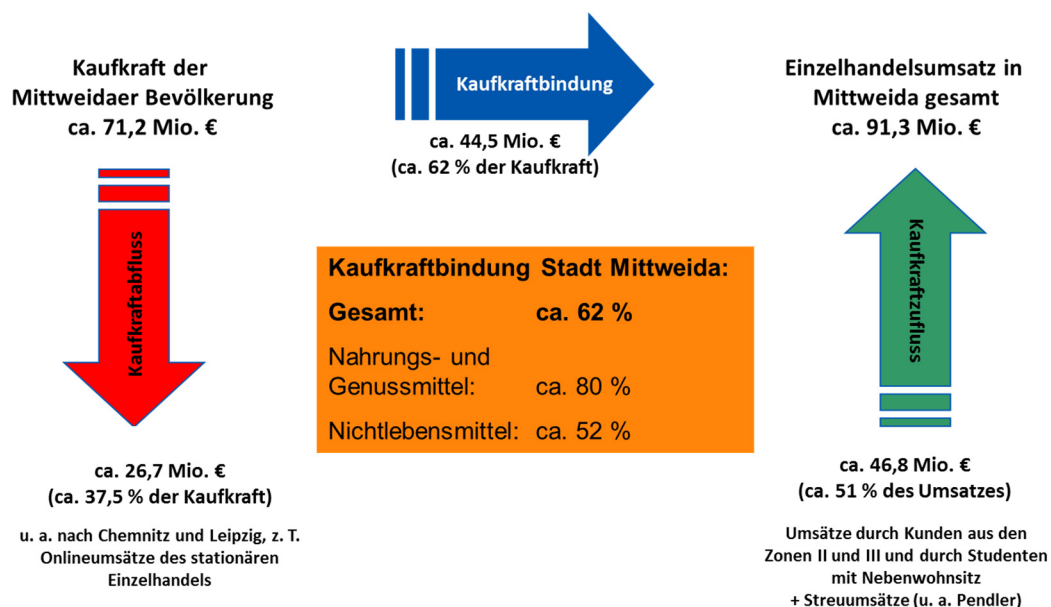 Kaufkraft der
Mittweidaer Bevölkerung
ca. 71,2 Mio. €
Kaufkraftbindung
ca. 44,5 Mio. €
(ca. 62 % der Kaufkraft)
Einzelhandelsumsatz in
Mittweida gesamt
ca. 91,3 Mio. €
Kaufkraftabfluss
Kaufkraftbindung Stadt Mittweida:
Gesamt: ca. 62 %
Nahrungs- und
Genussmittel: ca. 80 %
Nichtlebensmittel: ca. 52 %
Kaufkraftzufluss
ca. 26,7 Mio. €
(ca. 37,5 % der Kaufkraft)
u. a. nach Chemnitz und Leipzig, z. T.
Onlineumsätze des stationären
Einzelhandels
ca. 46,8 Mio. €
(ca. 51 % des Umsatzes)
Umsätze durch Kunden aus den
Zonen II und III und durch Studenten
mit Nebenwohnsitz
+ Streuumsätze (u. a. Pendler)